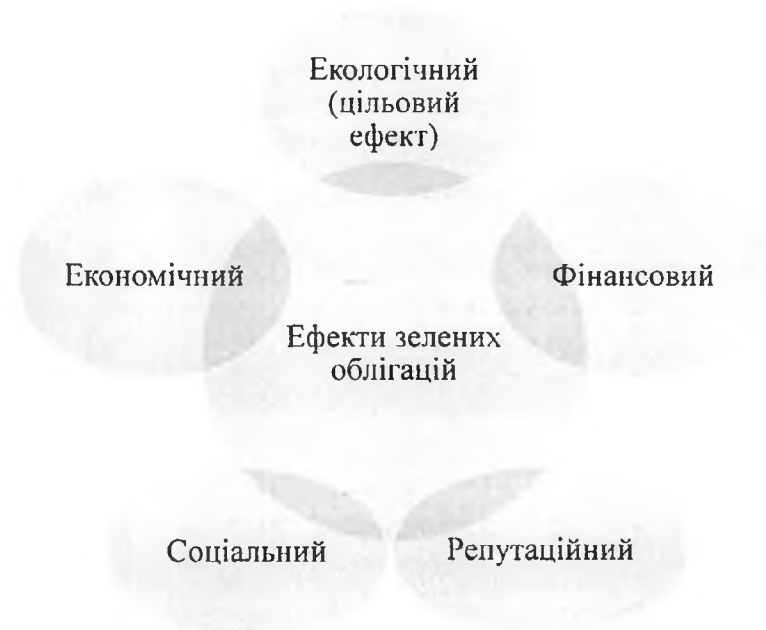 Екологічний
(цільовий
ефект)
Економічний
Фінансовий
Ефекти зелених
облігацій
Соціальний
Репутаційний